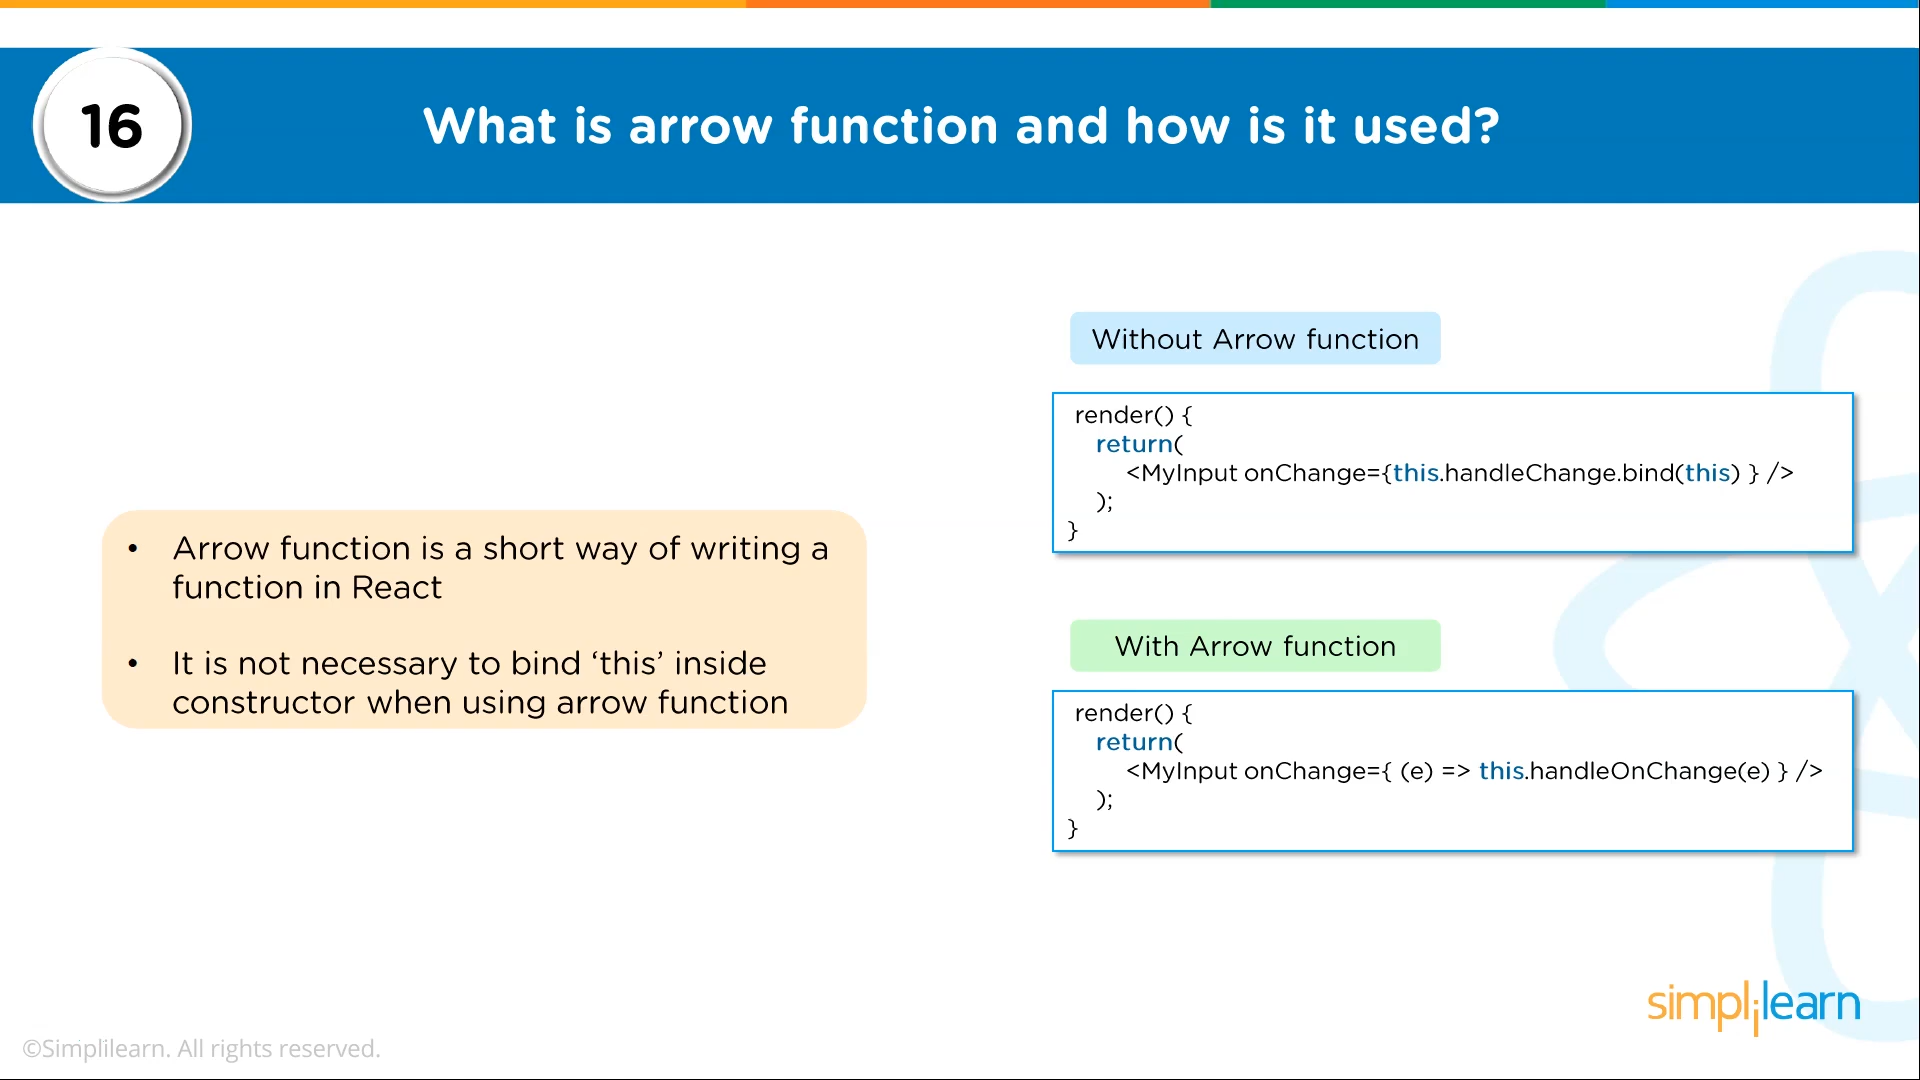 16
What is arrow function and how is it used?
• Arrow function is a short way of writing a
function in React
• It is not necessary to bind ‘this’ inside
constructor when using arrow function
Without Arrow function
render() {
return(
<MyInput onChange={this.handleChange.bind(this) } />
);
}
With Arrow function
render() {
return(
<MyInput onChange={ (e) => this.handleOnChange(e) } />
);
}
simplilearn
©Simplilearn. All rights reserved.